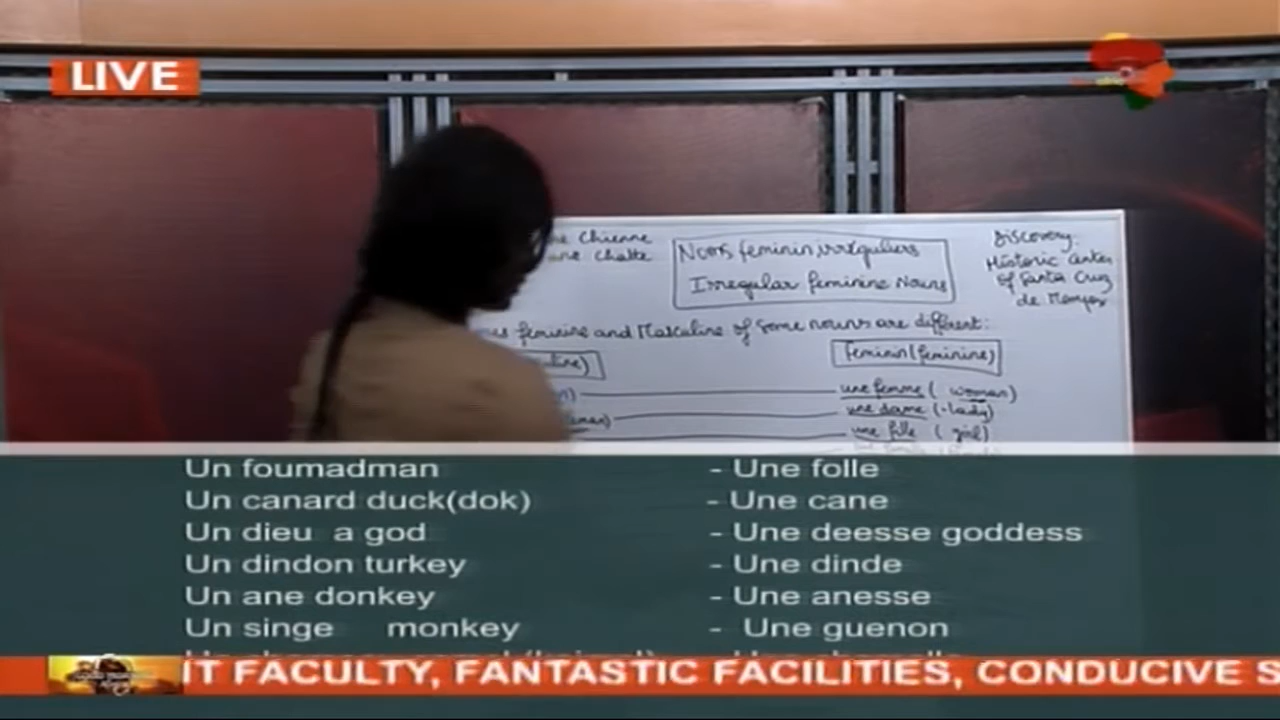 LIVE
ne Chienne
une chatte
Noms feminin irréguliers
Irregular feminine Nouns
Discovery:
Historic
of Santa Cruz
de
feminine and Masculine of Some nouns are different:
Feminin (feminine)
une femme ( woman)
une dame (-lady)
une fille ( girl)
Un foumadman - Une folle
Un canard duck(dok) - Une cane
Un dieu a god - Une deesse goddess
Un dindon turkey - Une dinde
Un ane donkey - Une anesse
Un singe monkey - Une guenon
IT FACULTY, FANTASTIC FACILITIES, CONDUCIVE S